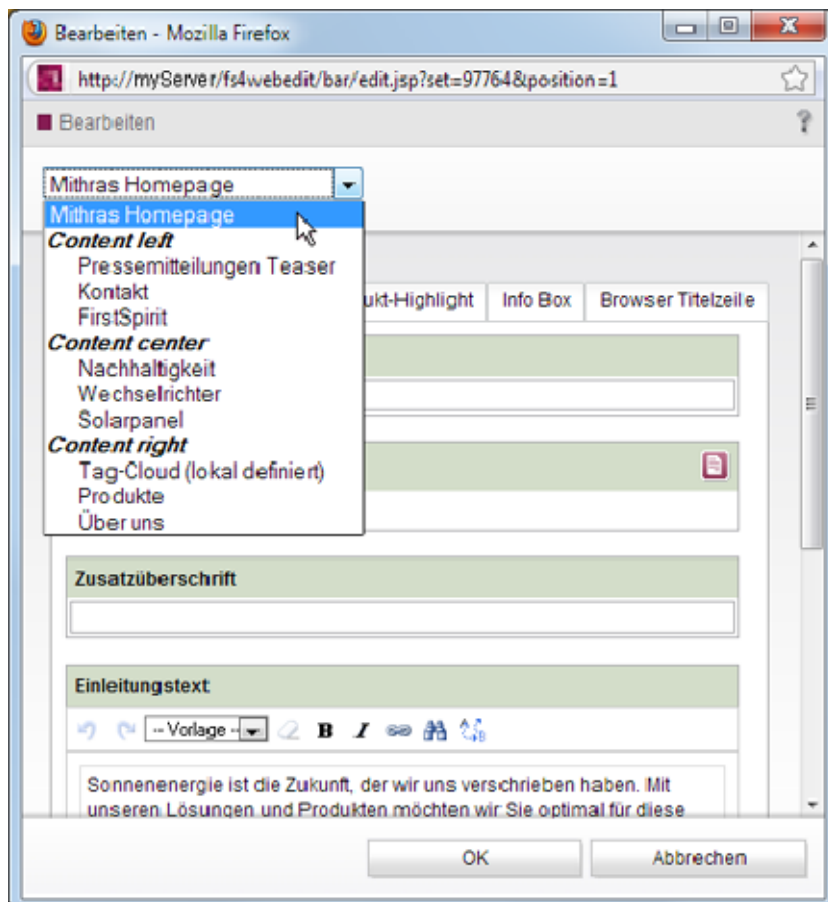 Bearbeiten - Mozilla Firefox
http://myServer/fs4webedit/bar/edit.jsp?set=97764&position=1
Bearbeiten
?
Mithras Homepage
Mithras Homepage
Content left
Pressemitteilungen Teaser
Kontakt
FirstSpirit
Content center
Nachhaltigkeit
Wechselrichter
Solarpanel
Content right
Tag-Cloud (lokal definiert)
Produkte
Über uns
ukt-Highlight Info Box Browser Titelzeile
Zusatzüberschrift
Einleitungstext
-- Vorlage -- B I
Sonnenenergie ist die Zukunft, der wir uns verschrieben haben. Mit
unseren Lösungen und Produkten möchten wir Sie optimal für diese
OK Abbrechen